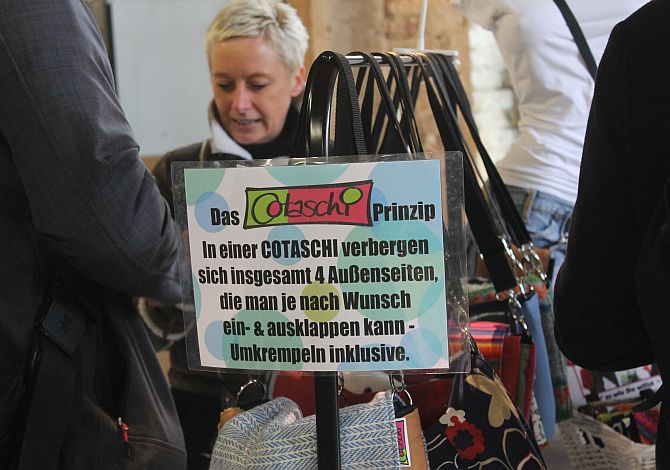 Das Cotaschi Prinzip
In einer COTASCHI verbergen
sich insgesamt 4 Außenseiten,
die man je nach Wunsch
ein- & ausklappen kann -
Umkrempeln inklusive.